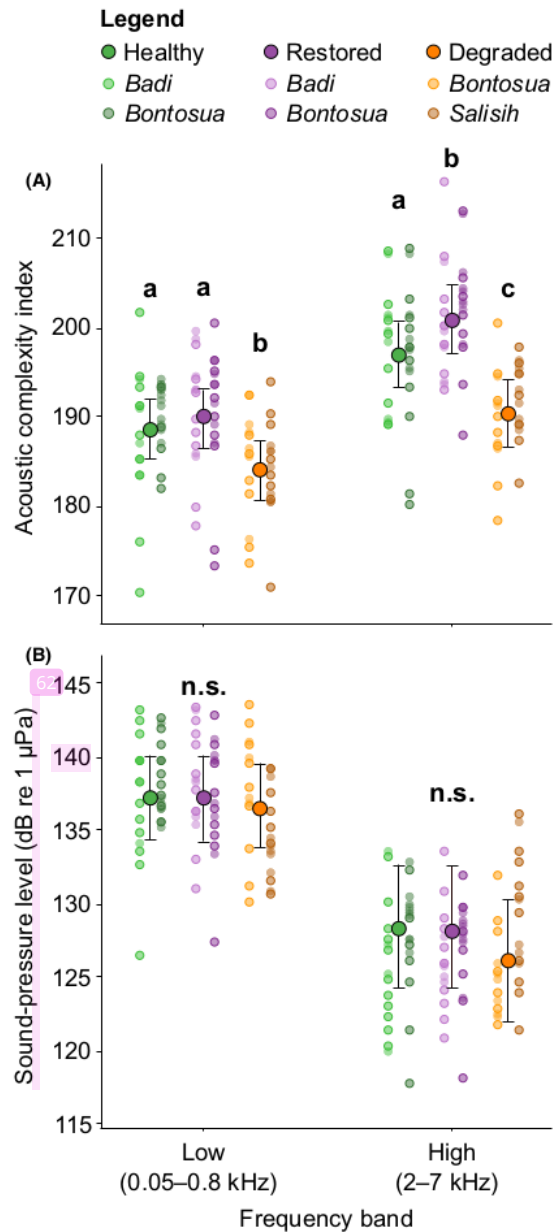 Legend
Healthy Restored Degraded
Badi Badi Bontosua
Bontosua Bontosua Salisih
(A)
Acoustic complexity index
210
200
190
180
170
a a b
a b c
(B)
62
Sound-pressure level (dB re 1 µPa)
145
140
135
130
125
120
115
n.s.
n.s.
Low High
(0.05–0.8 kHz) (2–7 kHz)
Frequency band